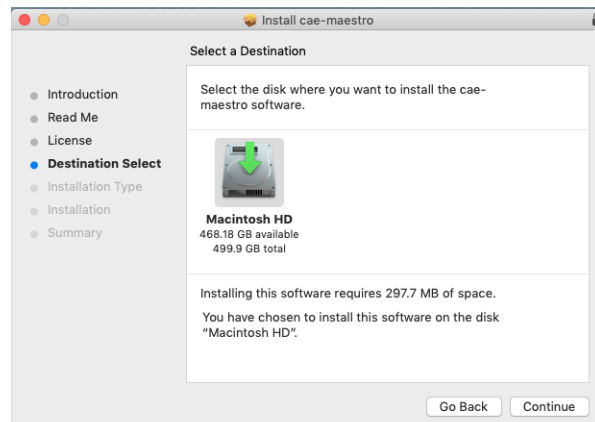 Install cae-maestro
Select a Destination
Introduction
Read Me
License
Destination Select
Installation Type
Installation
Summary
Select the disk where you want to install the cae-
maestro software.
Macintosh HD
468.18 GB available
499.9 GB total
Installing this software requires 297.7 MB of space.
You have chosen to install this software on the disk
“Macintosh HD”.
Go Back
Continue